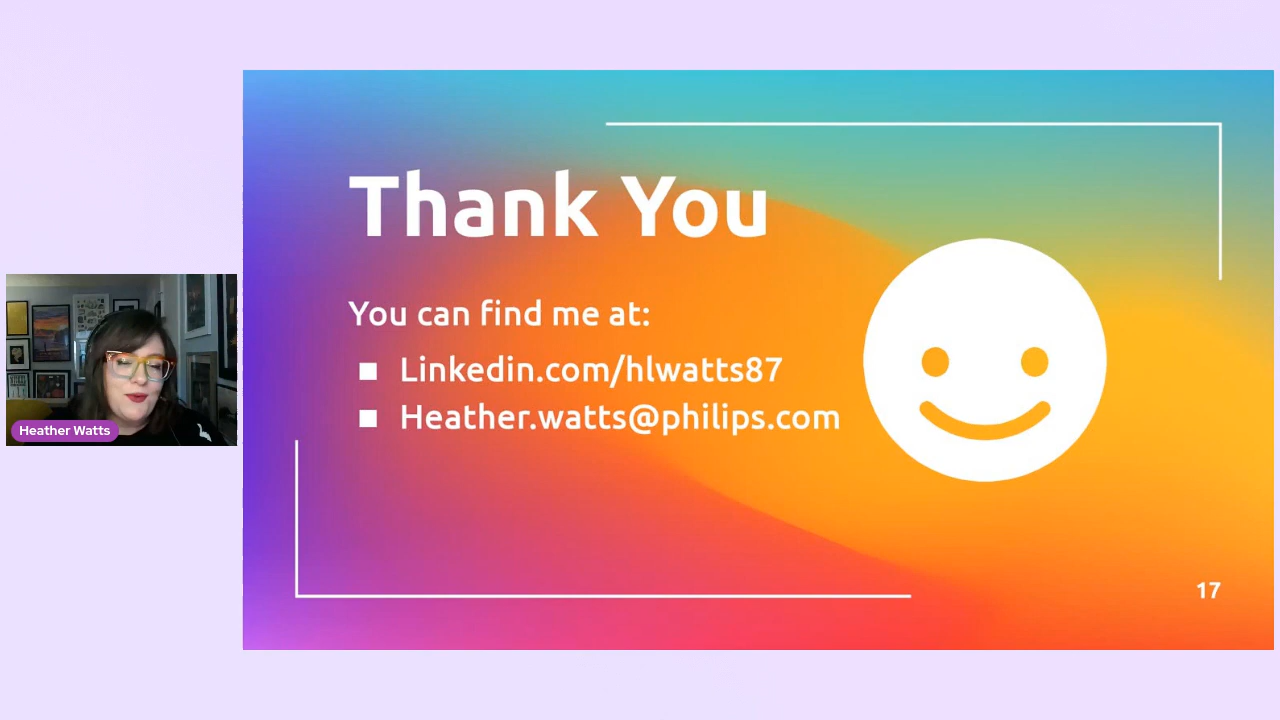 Thank You
You can find me at:
Linkedin.com/hlwatts87
Heather.watts@philips.com
Heather Watts
17